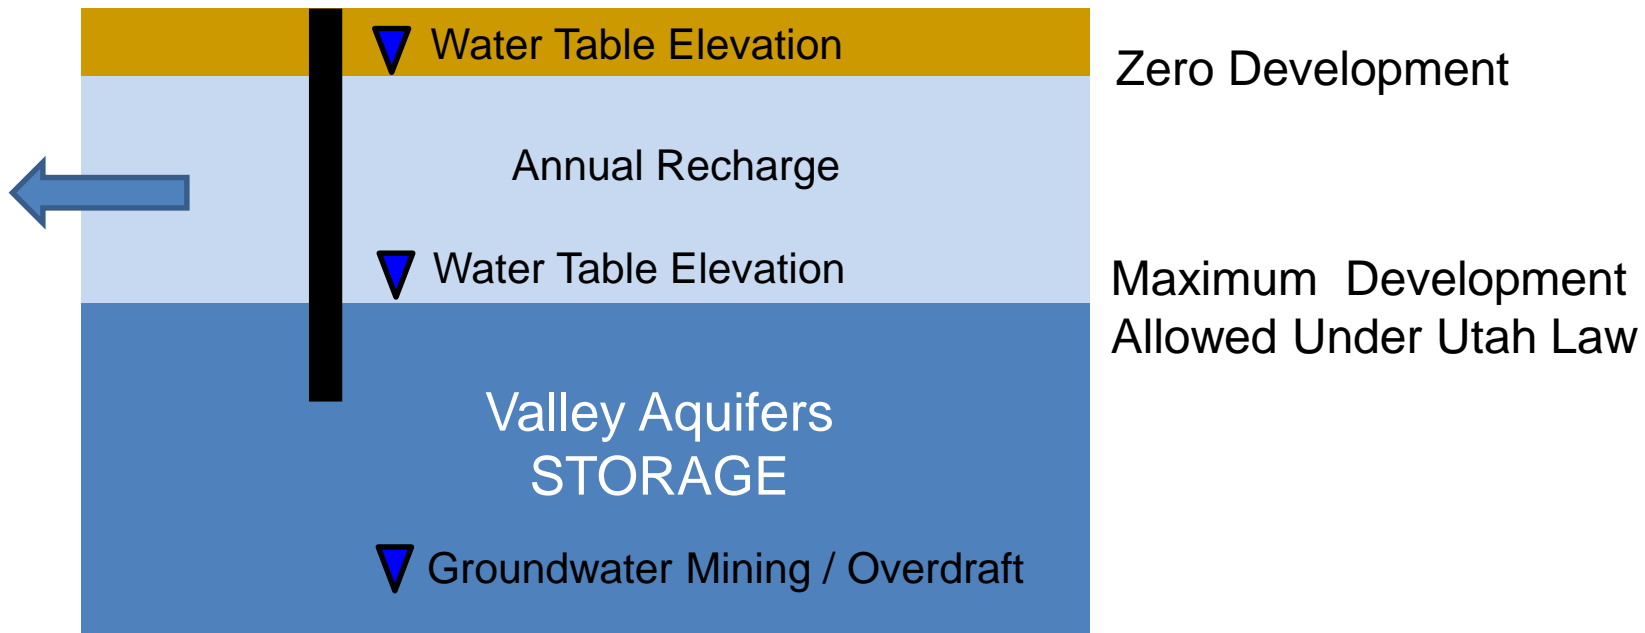 Water Table Elevation
Zero Development
Annual Recharge
Water Table Elevation
Maximum Development
Allowed Under Utah Law
Valley Aquifers
STORAGE
Groundwater Mining / Overdraft